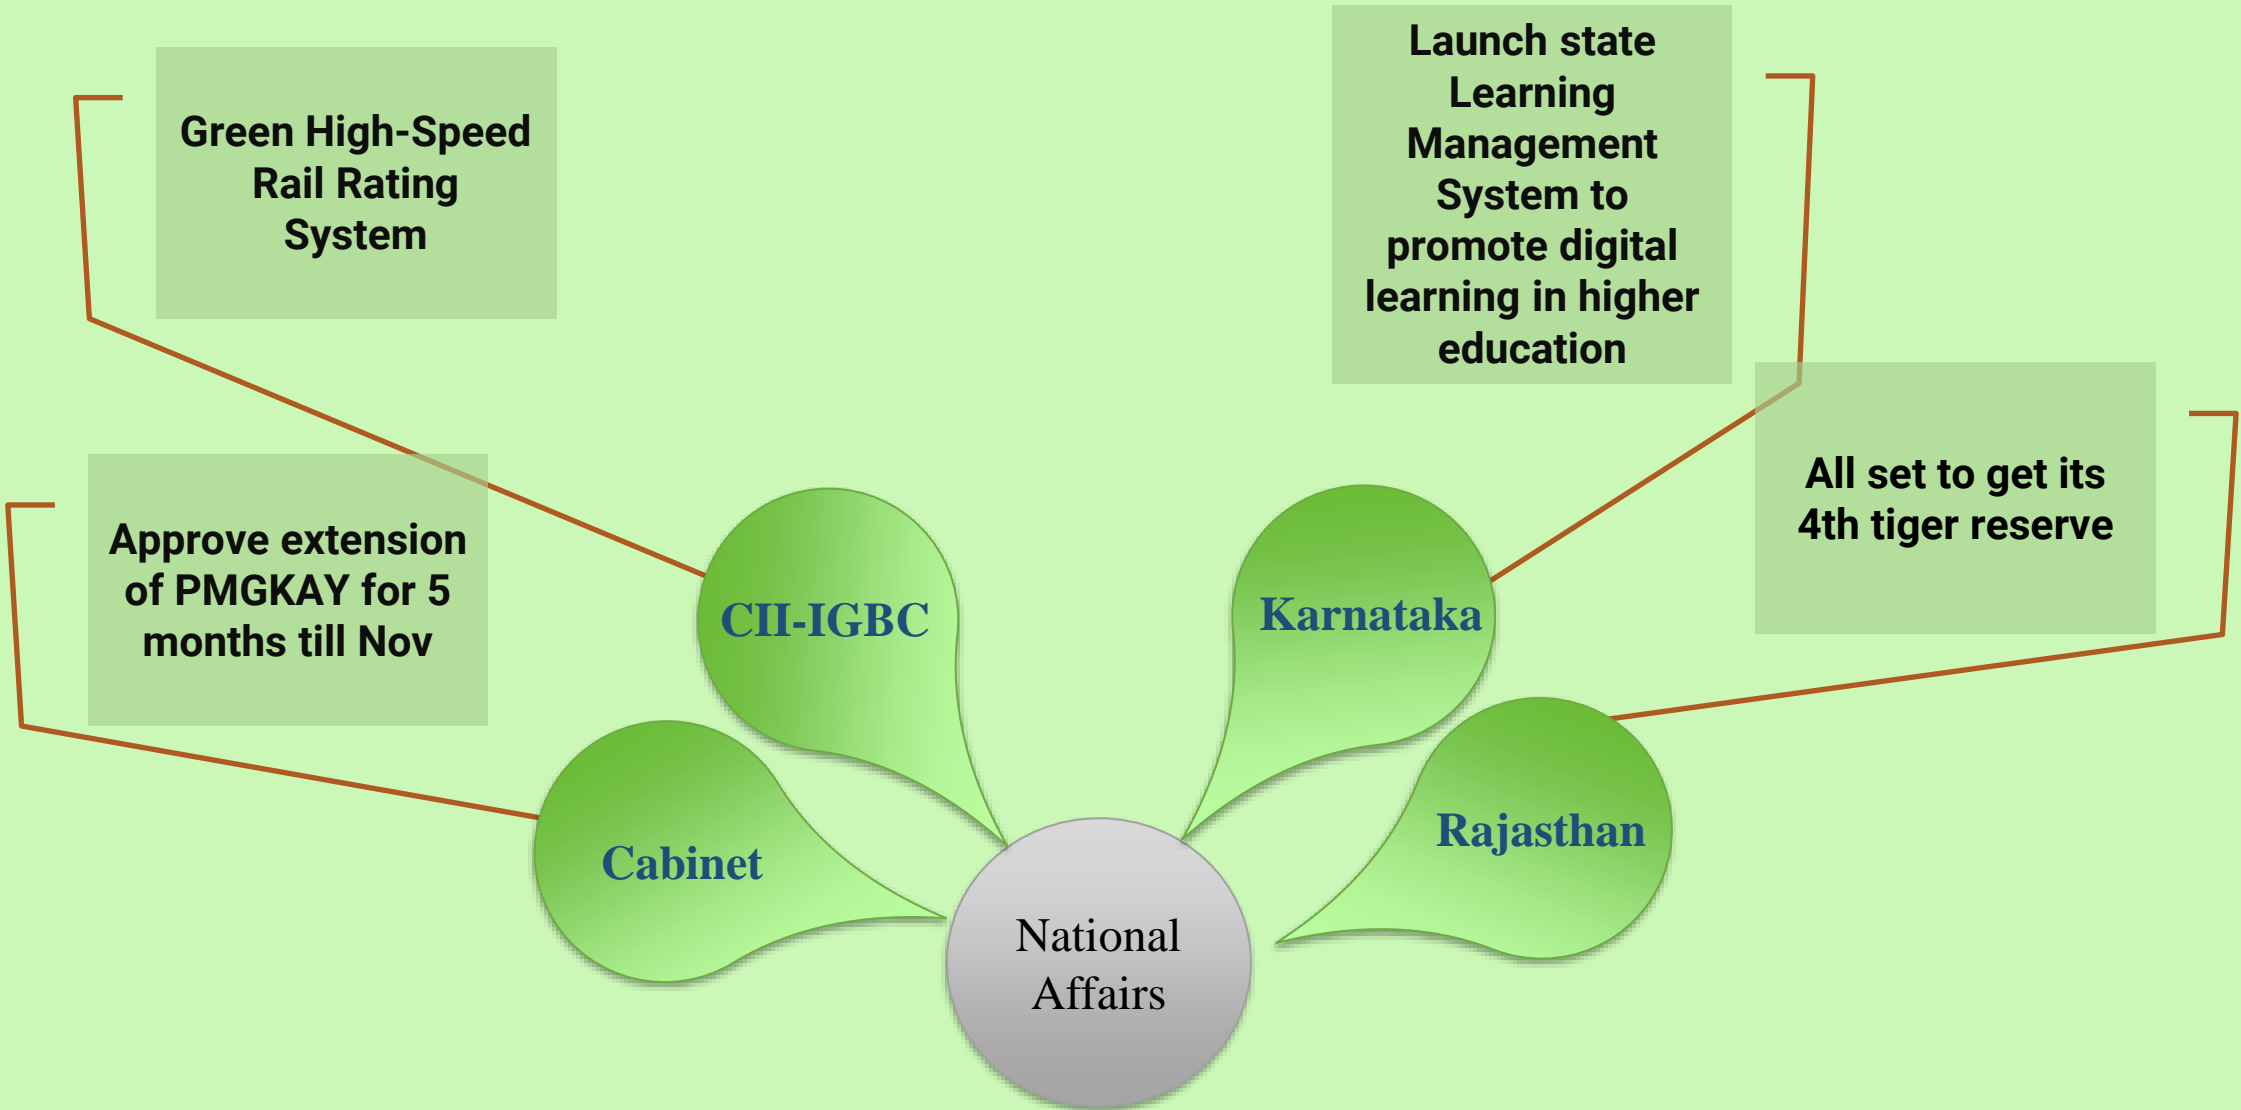 Green High-Speed
Rail Rating
System
Launch state
Learning
Management
System to
promote digital
learning in higher
education
Approve extension
of PMGKAY for 5
months till Nov
All set to get its
4th tiger reserve
CII-IGBC
Karnataka
Cabinet
Rajasthan
National
Affairs